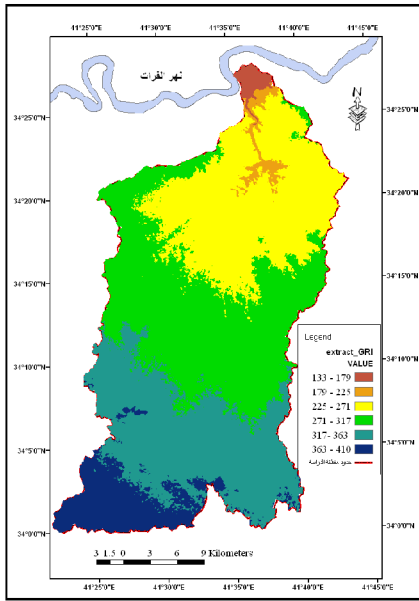 41°25'0"E 41°30'0"E 41°35'0"E 41°40'0"E 41°45'0"E
نهر الفرات
N
34°25'0"N 34°25'0"N
34°20'0"N 34°20'0"N
34°15'0"N 34°15'0"N
Legend
extract_GRI
VALUE
133 - 179
179 - 225
225 - 271
271 - 317
317- 363
363 - 410
حدود منطقة الدراسة
34°10'0"N 34°10'0"N
34°5'0"N 34°5'0"N
34°0'0"N 34°0'0"N
3 1.5 0 3 6 9 Kilometers
41°25'0"E 41°30'0"E 41°35'0"E 41°40'0"E 41°45'0"E